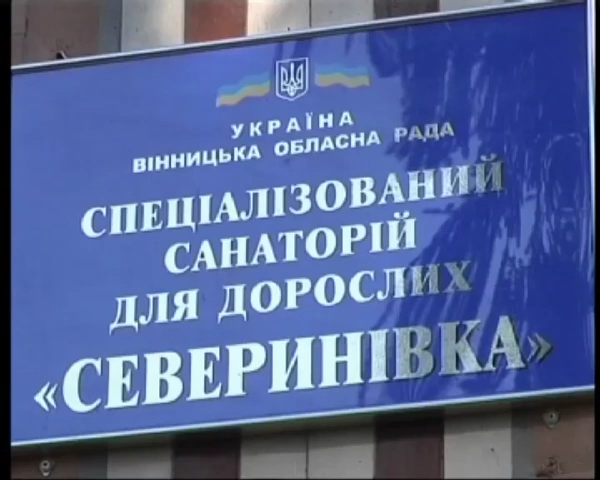 УКРАЇНА
ВІННИЦЬКА ОБЛАСНА РАДА
СПЕЦІАЛІЗОВАНИЙ
САНАТОРІЙ
ДЛЯ ДОРОСЛИХ
«СЕВЕРИНІВКА»